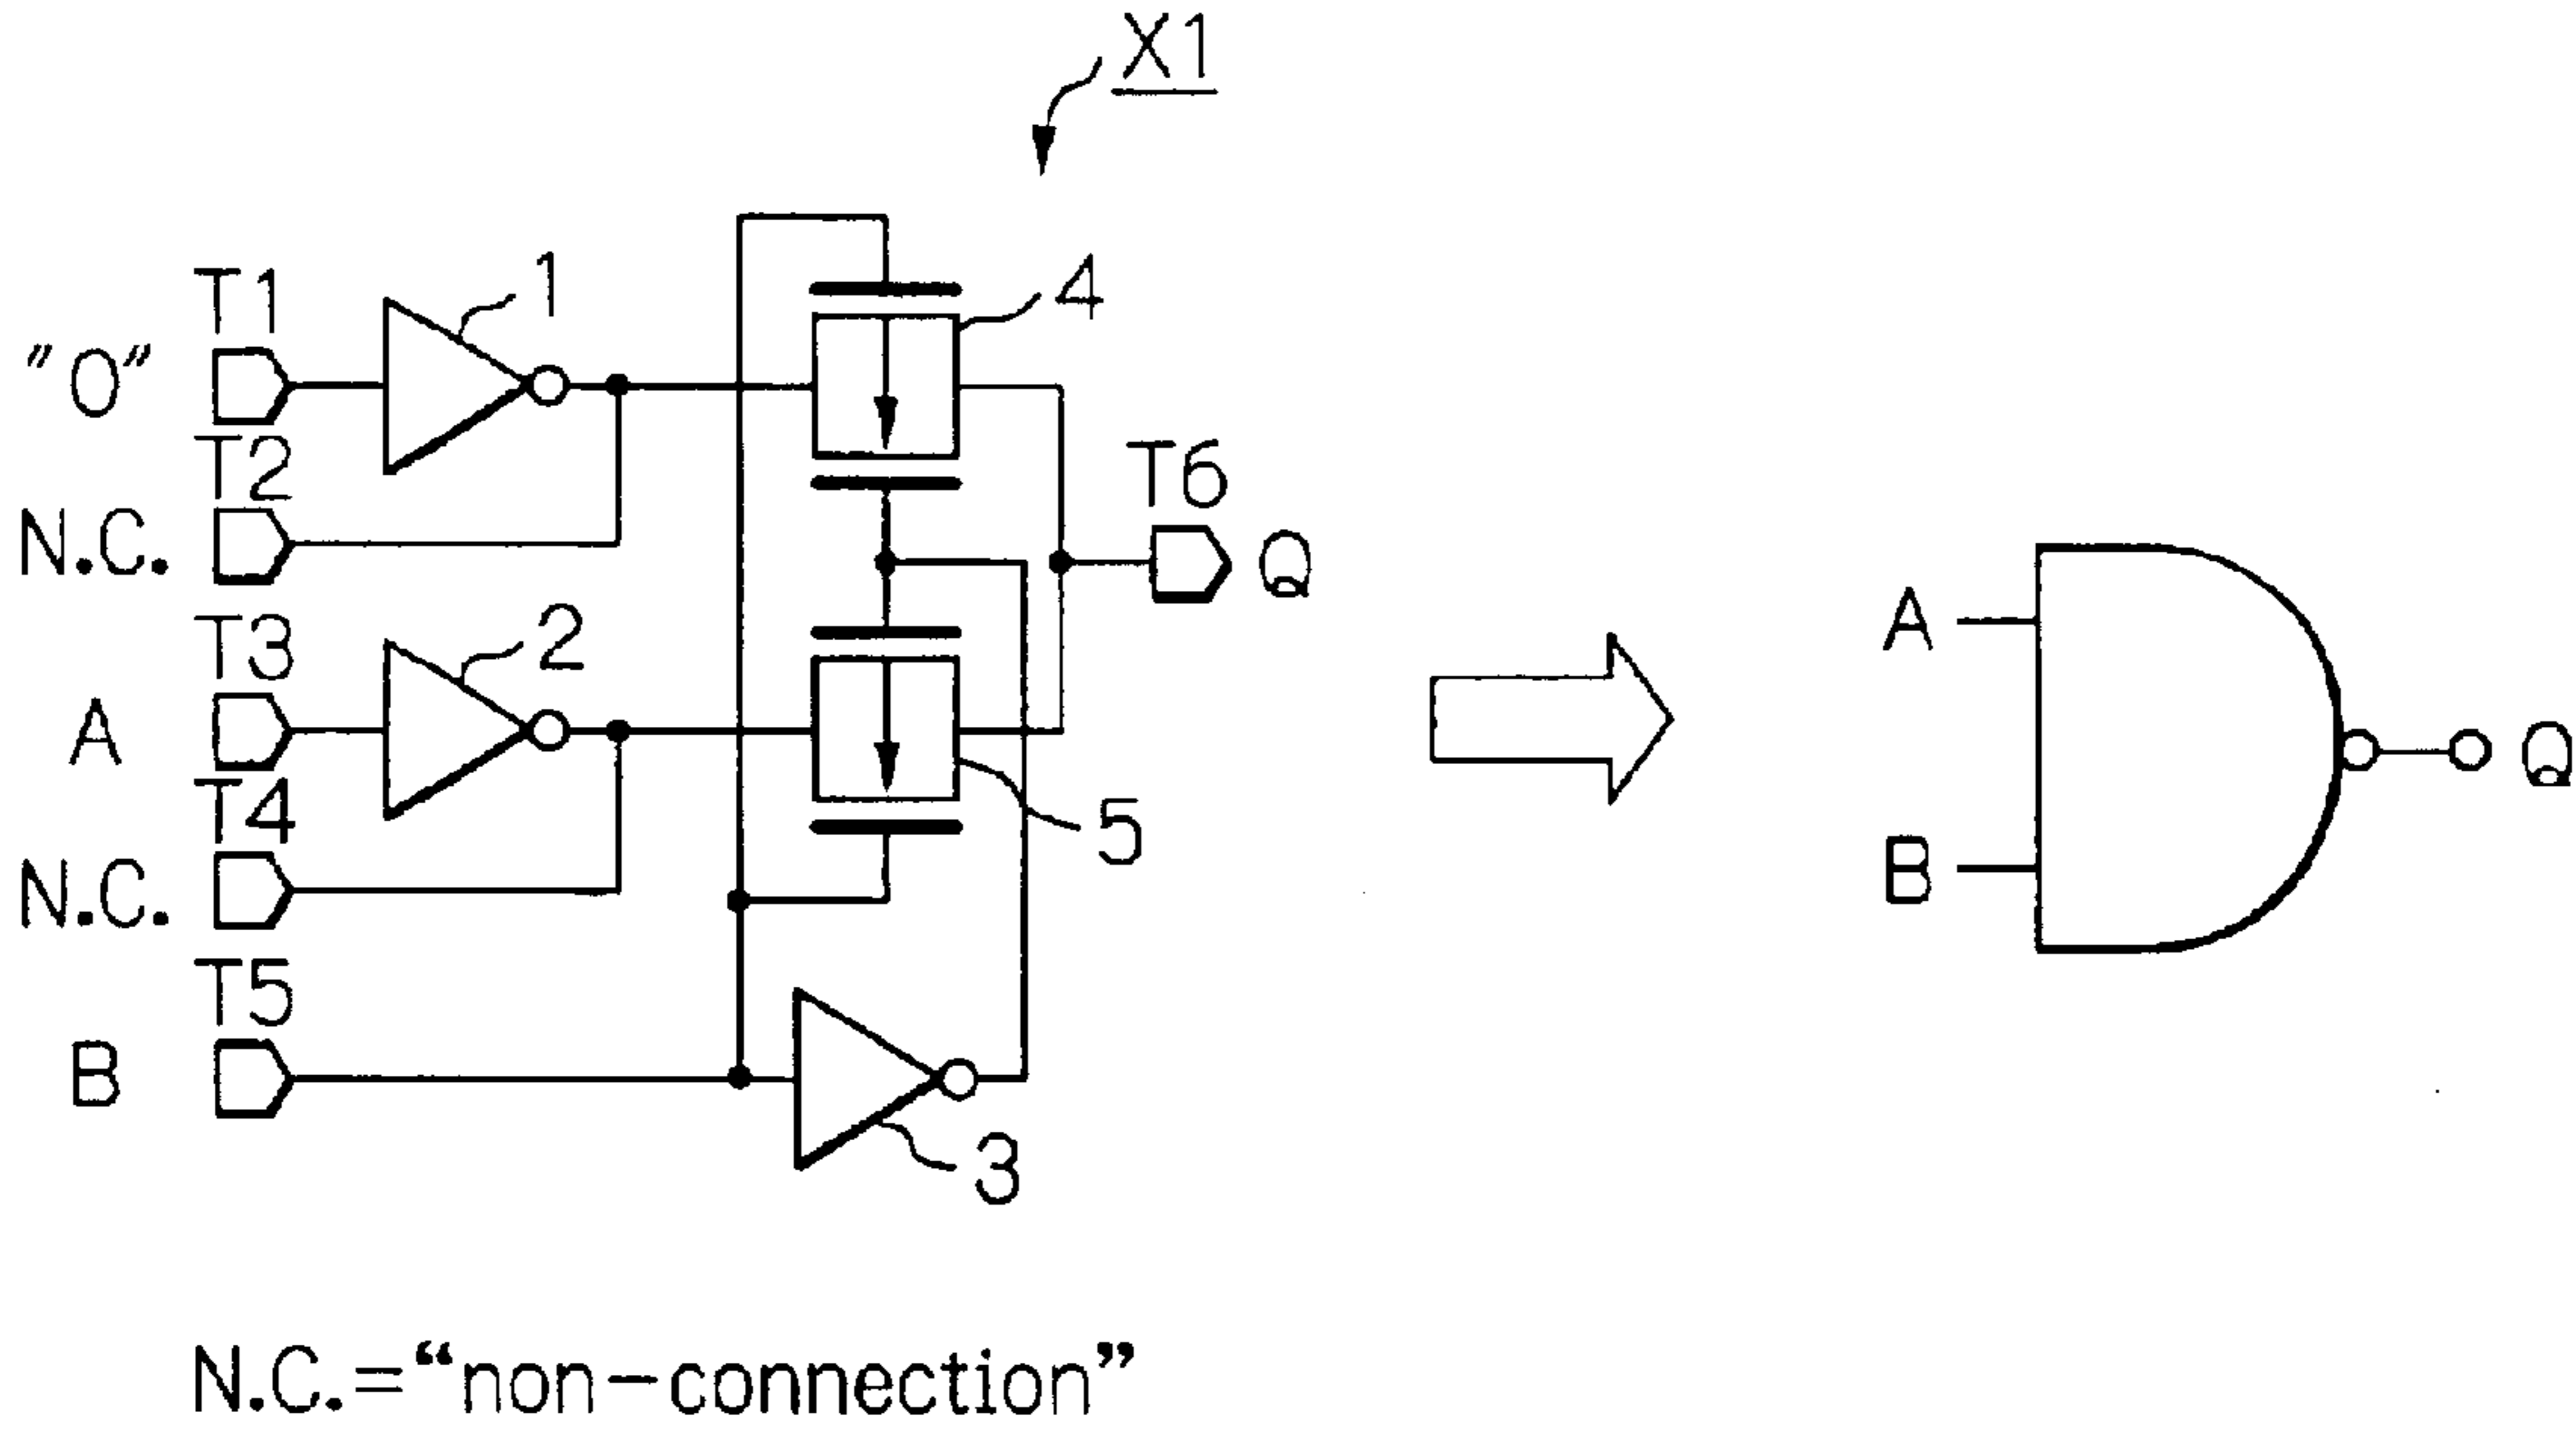 X1
T1
1
4
"0"
T2
T6
N.C.
Q
T3
2
A
A
T4
5
Q
N.C.
B
T5
B
3
N.C.="non-connection"